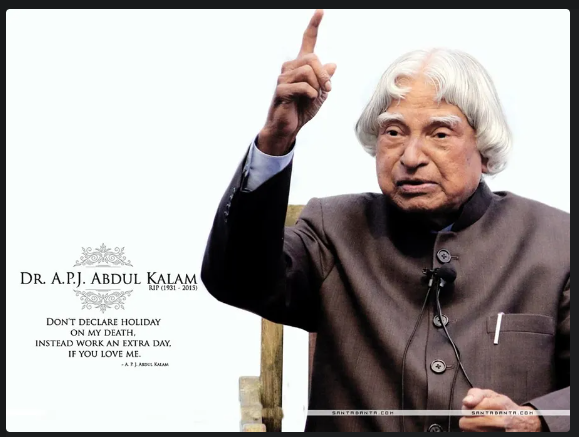 DR. A.P.J. ABDUL KALAM
RIP (1931 - 2015)
DON'T DECLARE HOLIDAY
ON MY DEATH,
INSTEAD WORK AN EXTRA DAY,
IF YOU LOVE ME.
- A. P. J. ABDUL KALAM
SANTABANTA.COM
SANTABANTA.COM